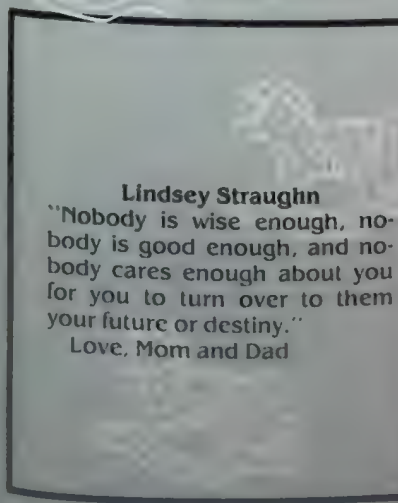 Lindsey Straughn
"Nobody is wise enough, no-
body is good enough, and no-
body cares enough about you
for you to turn over to them
your future or destiny."
Love, Mom and Dad